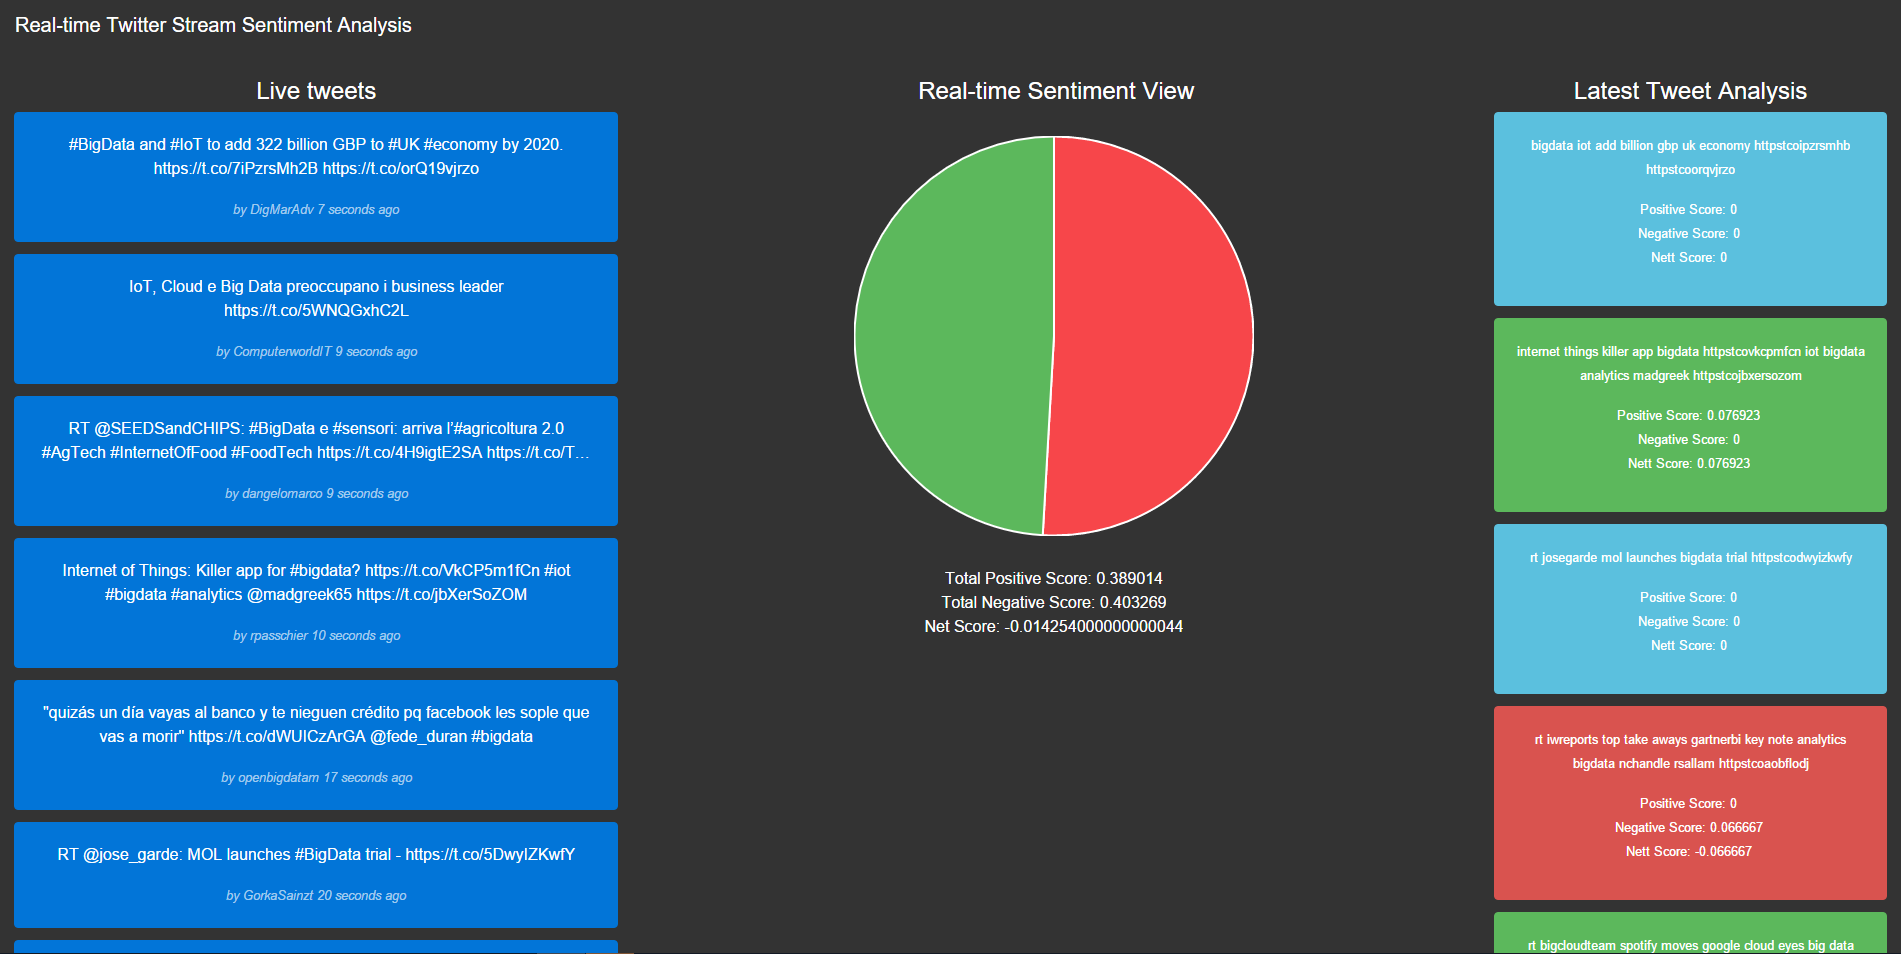 Real-time Twitter Stream Sentiment Analysis
Live tweets
#BigData and #IoT to add 322 billion GBP to #UK #economy by 2020.
https://t.co/7iPzrsMh2B https://t.co/orQ19vjrzo
by DigMarAdv 7 seconds ago
IoT, Cloud e Big Data preoccupano i business leader
https://t.co/5WNQGxhC2L
by ComputerworldIT 9 seconds ago
RT @SEEDSandCHIPS: #BigData e #sensori: arriva l'#agricoltura 2.0
#AgTech #InternetOfFood #FoodTech https://t.co/4H9igtE2SA https://t.co/T…
by dangelomarco 9 seconds ago
Internet of Things: Killer app for #bigdata? https://t.co/VkCP5m1fCn #iot
#bigdata #analytics @madgreek65 https://t.co/jbXerSoZOM
by rpasschier 10 seconds ago
"quizás un día vayas al banco y te nieguen crédito pq facebook les sople que
vas a morir" https://t.co/dWUICzArGA @fede_duran #bigdata
by openbigdatam 17 seconds ago
RT @jose_garde: MOL launches #BigData trial - https://t.co/5DwyIZKwfY
by GorkaSainzt 20 seconds ago
Real-time Sentiment View
Total Positive Score: 0.389014
Total Negative Score: 0.403269
Net Score: -0.014254000000000044
Latest Tweet Analysis
bigdata iot add billion gbp uk economy httpstcoipzrsmhb
httpstcoorqvjrzo
Positive Score: 0
Negative Score: 0
Nett Score: 0
internet things killer app bigdata httpstcovkcpmfcn iot bigdata
analytics madgreek httpstcojbxersozom
Positive Score: 0.076923
Negative Score: 0
Nett Score: 0.076923
rt josegarde mol launches bigdata trial httpstcodwyizkwfy
Positive Score: 0
Negative Score: 0
Nett Score: 0
rt iwreports top take aways gartnerbi key note analytics
bigdata nchandle rsallam httpstcoaobflodj
Positive Score: 0
Negative Score: 0.066667
Nett Score: -0.066667
rt bigcloudteam spotify moves google cloud eyes big data